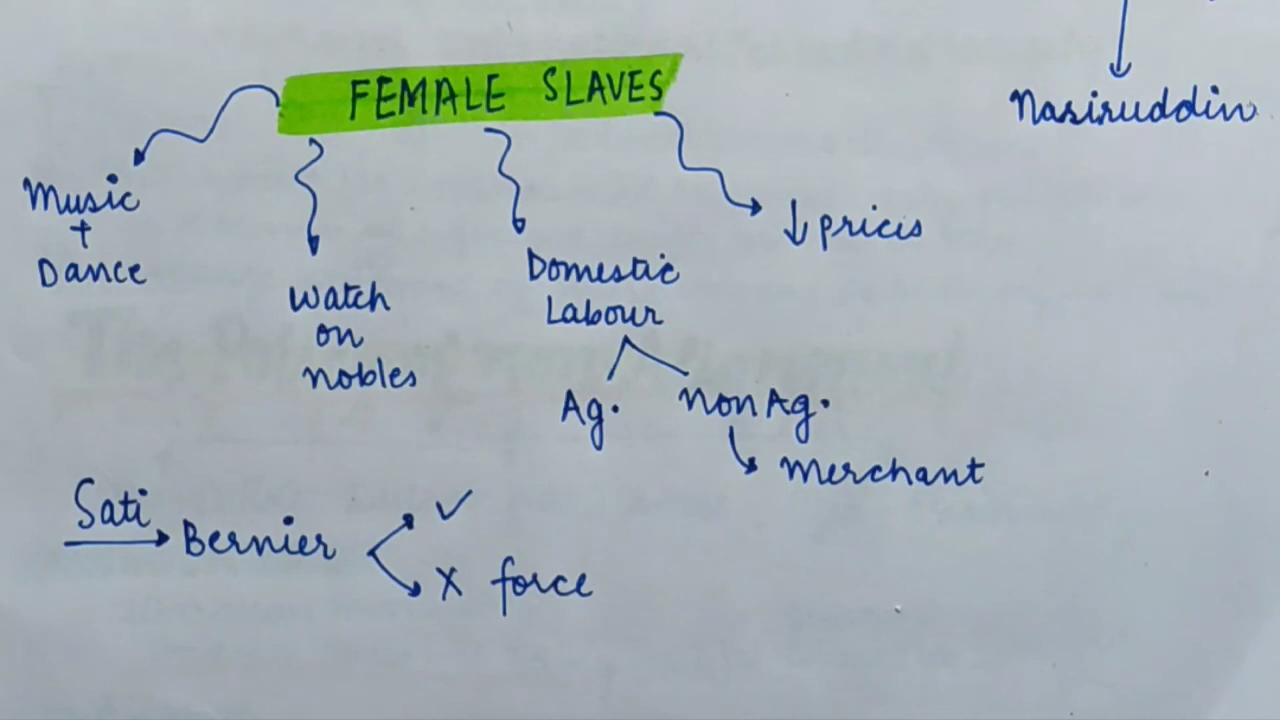 FEMALE SLAVES
Nasiruddin
Music
+
Dance
Watch
on
nobles
Domestic
Labour
↓ prices
Ag.
non Ag.
Merchant
Sati
Bernier
✓
X force